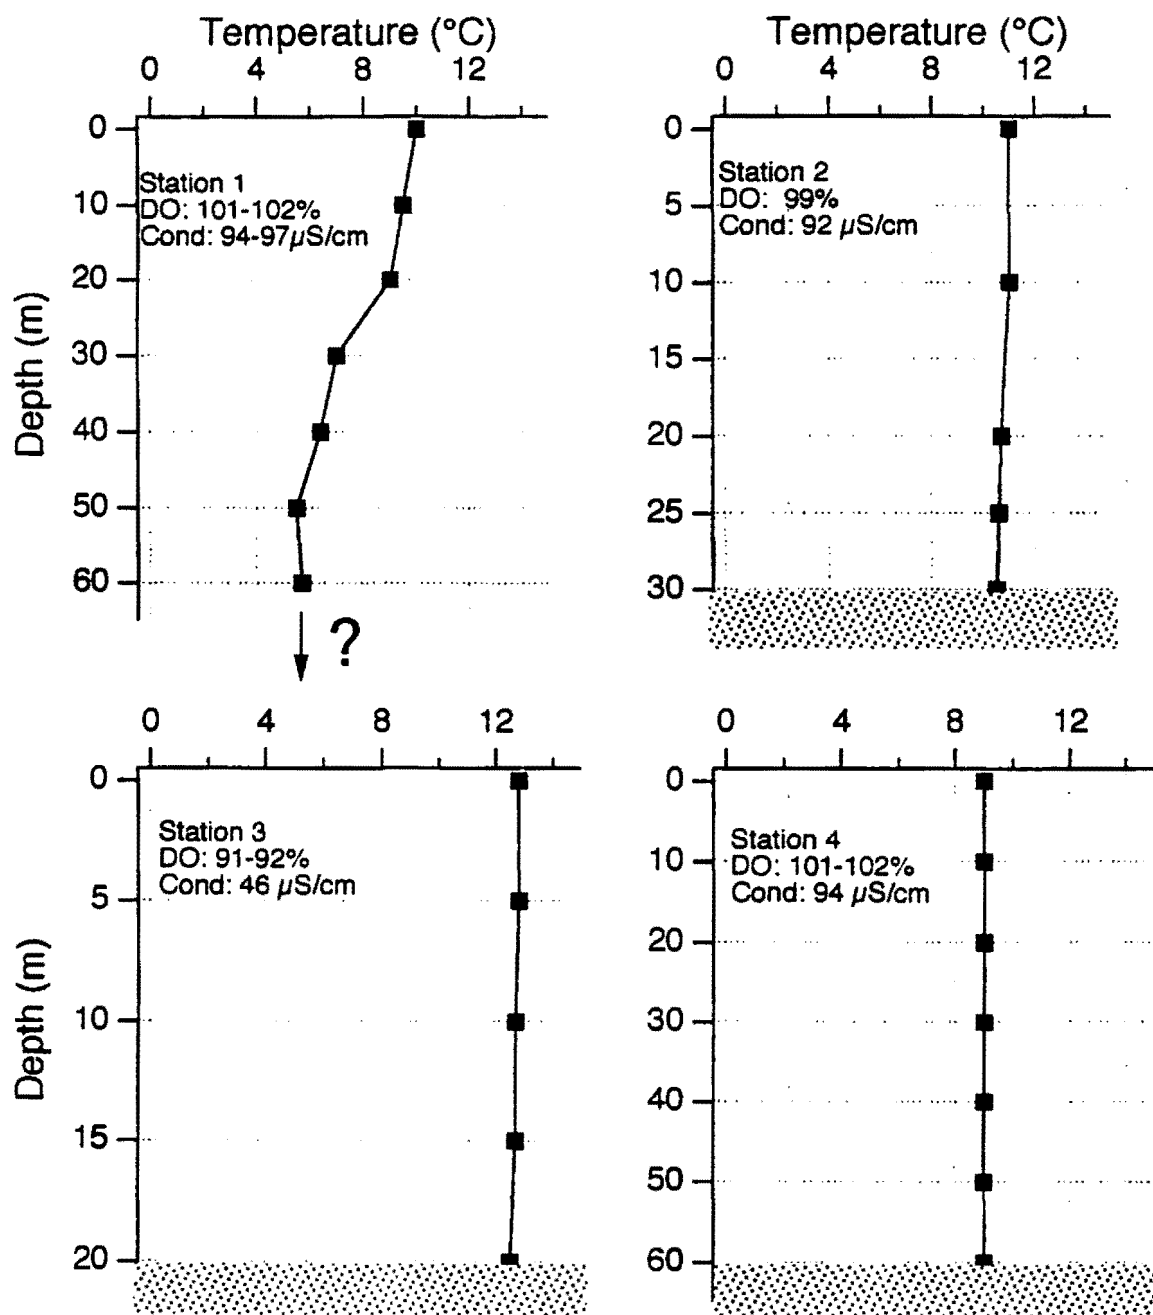 Temperature (°C)
0 4 8 12
Depth (m)
0
10
20
30
40
50
60
Station 1
DO: 101-102%
Cond: 94-97µS/cm
?
Temperature (°C)
0 4 8 12
0
5
10
15
20
25
30
Station 2
DO: 99%
Cond: 92 µS/cm
0 4 8 12
Depth (m)
0
5
10
15
20
Station 3
DO: 91-92%
Cond: 46 µS/cm
0 4 8 12
0
10
20
30
40
50
60
Station 4
DO: 101-102%
Cond: 94 µS/cm